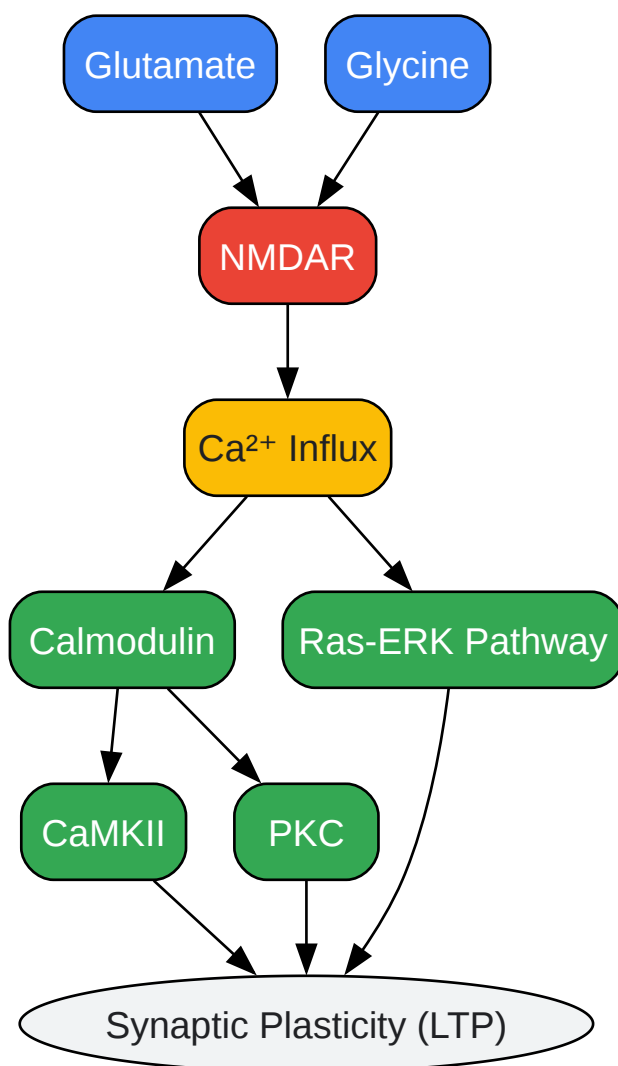 Glutamate
Glycine
NMDAR
Ca²⁺ Influx
Calmodulin
Ras-ERK Pathway
CaMKII
PKC
Synaptic Plasticity (LTP)